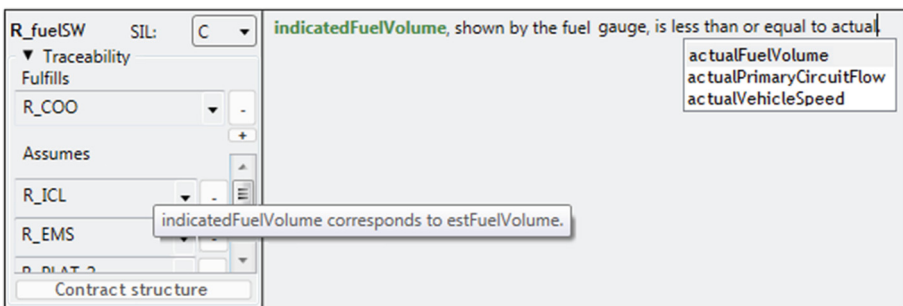 R_fuelSW SIL: C
▼ Traceability
Fulfills
R_COO
-
+
Assumes
R_ICL
-
R_EMS
-
Contract structure
indicatedFuelVolume, shown by the fuel gauge, is less than or equal to actual
actualFuelVolume
actualPrimaryCircuitFlow
actualVehicleSpeed
indicatedFuelVolume corresponds to estFuelVolume.